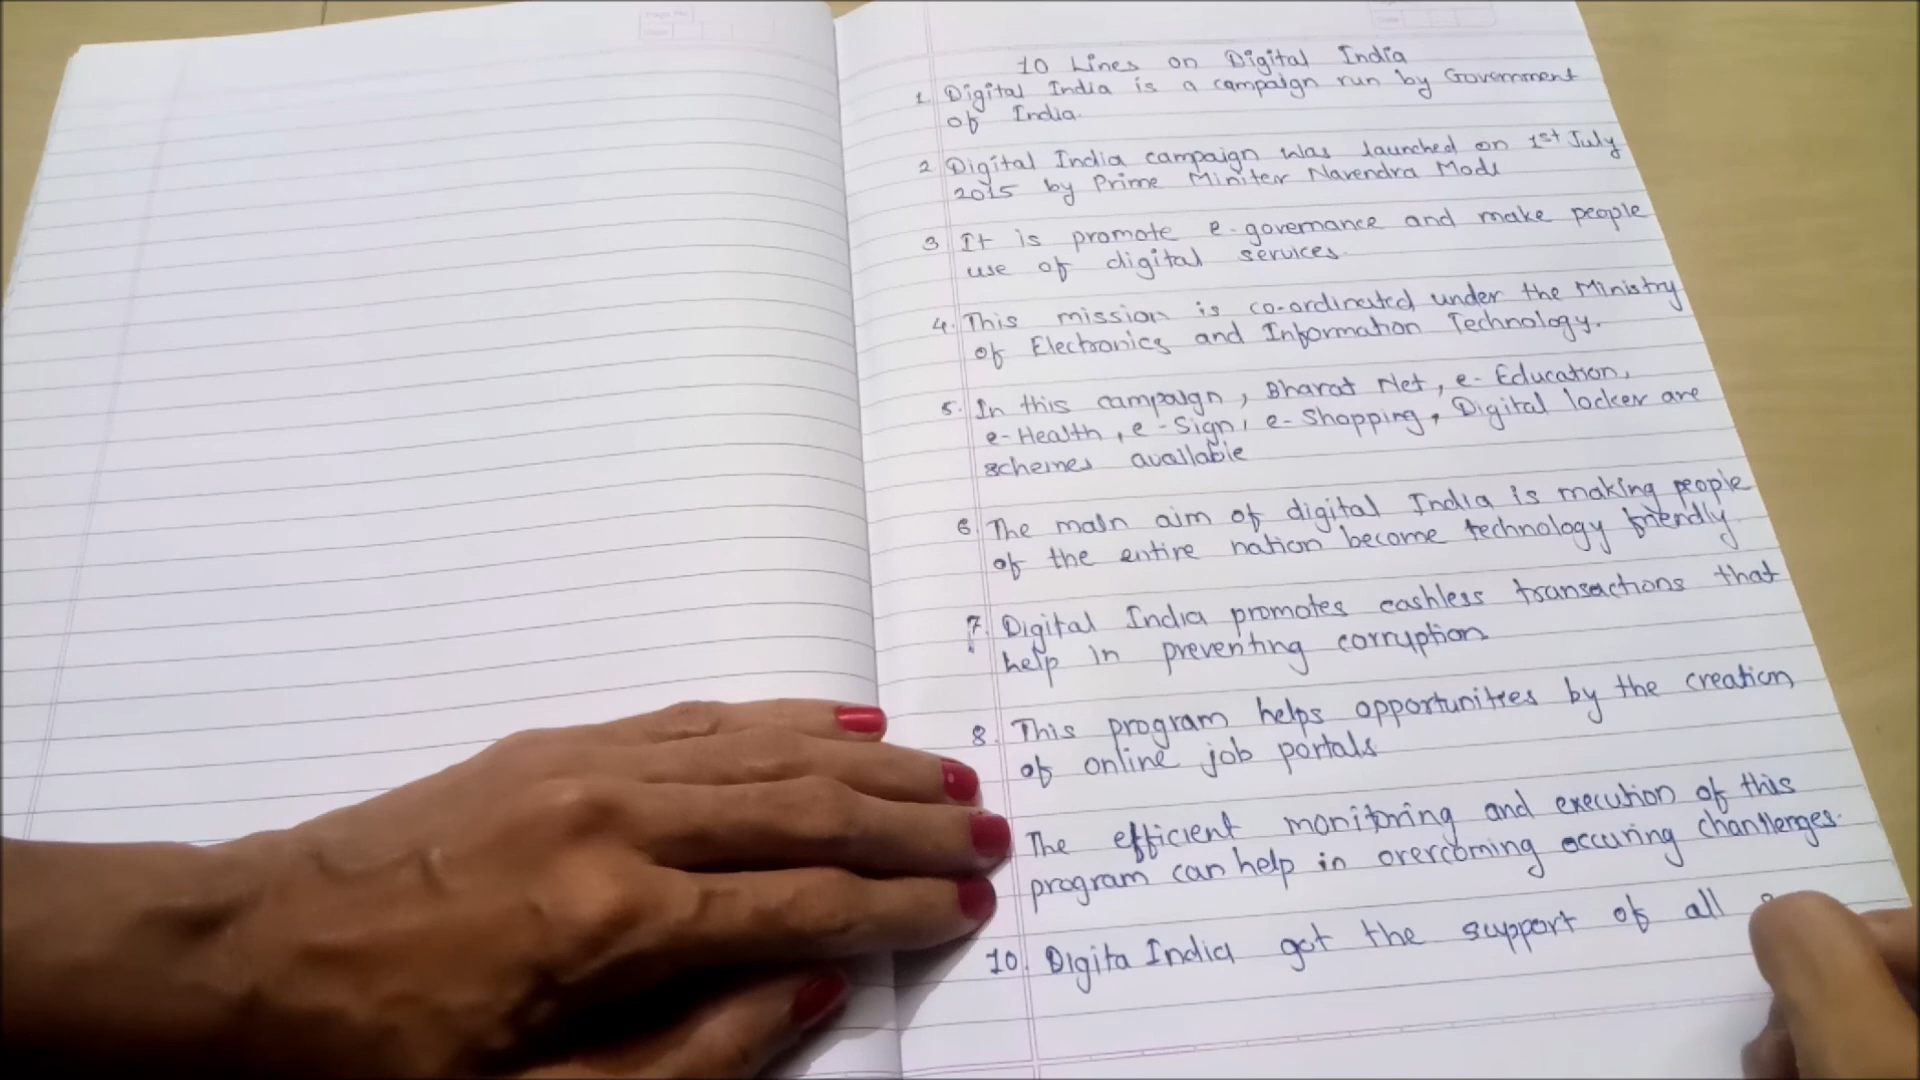 10 Lines on Digital India
1. Digital India is a campaign run by Government
of India.
2 Digital India campaign was launched on 1st July
2015 by Prime Miniter Narendra Modi
3 It is promote e-governance and make people
use of digital services.
4. This mission is co-ordinated under the Ministry
of Electronics and Information Technology.
5. In this campaign, Bharat Net, e-Education,
e-Health, e-Sign, e-Shopping, Digital locker are
schemes available
6 The main aim of digital India is making people
of the entire nation become technology friendly.
7. Digital India promotes cashless transactions that
help in preventing corruption
8. This program helps opportunities by the creation
of online job portals
The efficient monitoring and execution of this
program can help in overcoming occuring chanllenges.
10. Digita India got the support of all